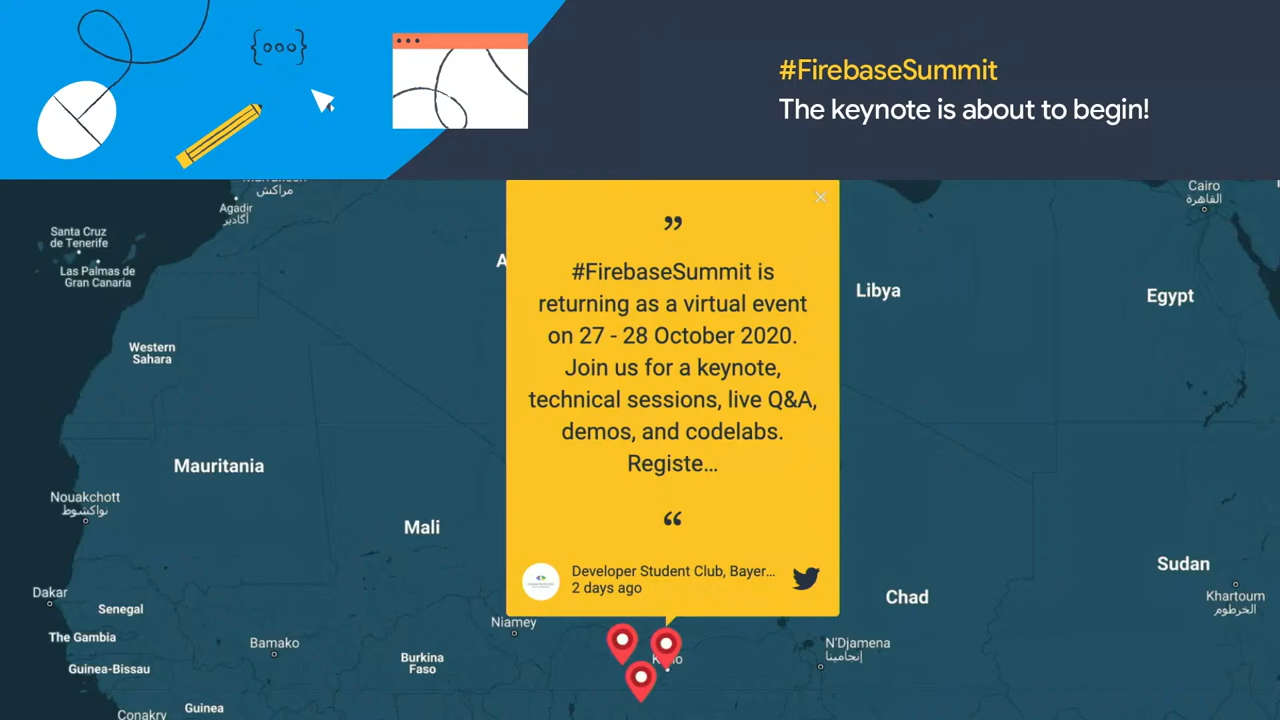 {ooo}
#FirebaseSummit
The keynote is about to begin!
مراكش
Agadir
أكادير
Santa Cruz
de Tenerife
Las Palmas de
Gran Canaria
Western
Sahara
Mauritania
Nouakchott
نواكشوط
Mali
Dakar
Senegal
The Gambia
Guinea-Bissau
Bamako
Burkina
Faso
Niamey
Conakry
Guinea
”
#FirebaseSummit is
returning as a virtual event
on 27 - 28 October 2020.
Join us for a keynote,
technical sessions, live Q&A,
demos, and codelabs.
Registe...
“
Developer Student Club, Bayer...
2 days ago
Cairo
القاهرة
Libya
Egypt
Sudan
Khartoum
الخرطوم
Chad
N'Djamena
إنجامينا